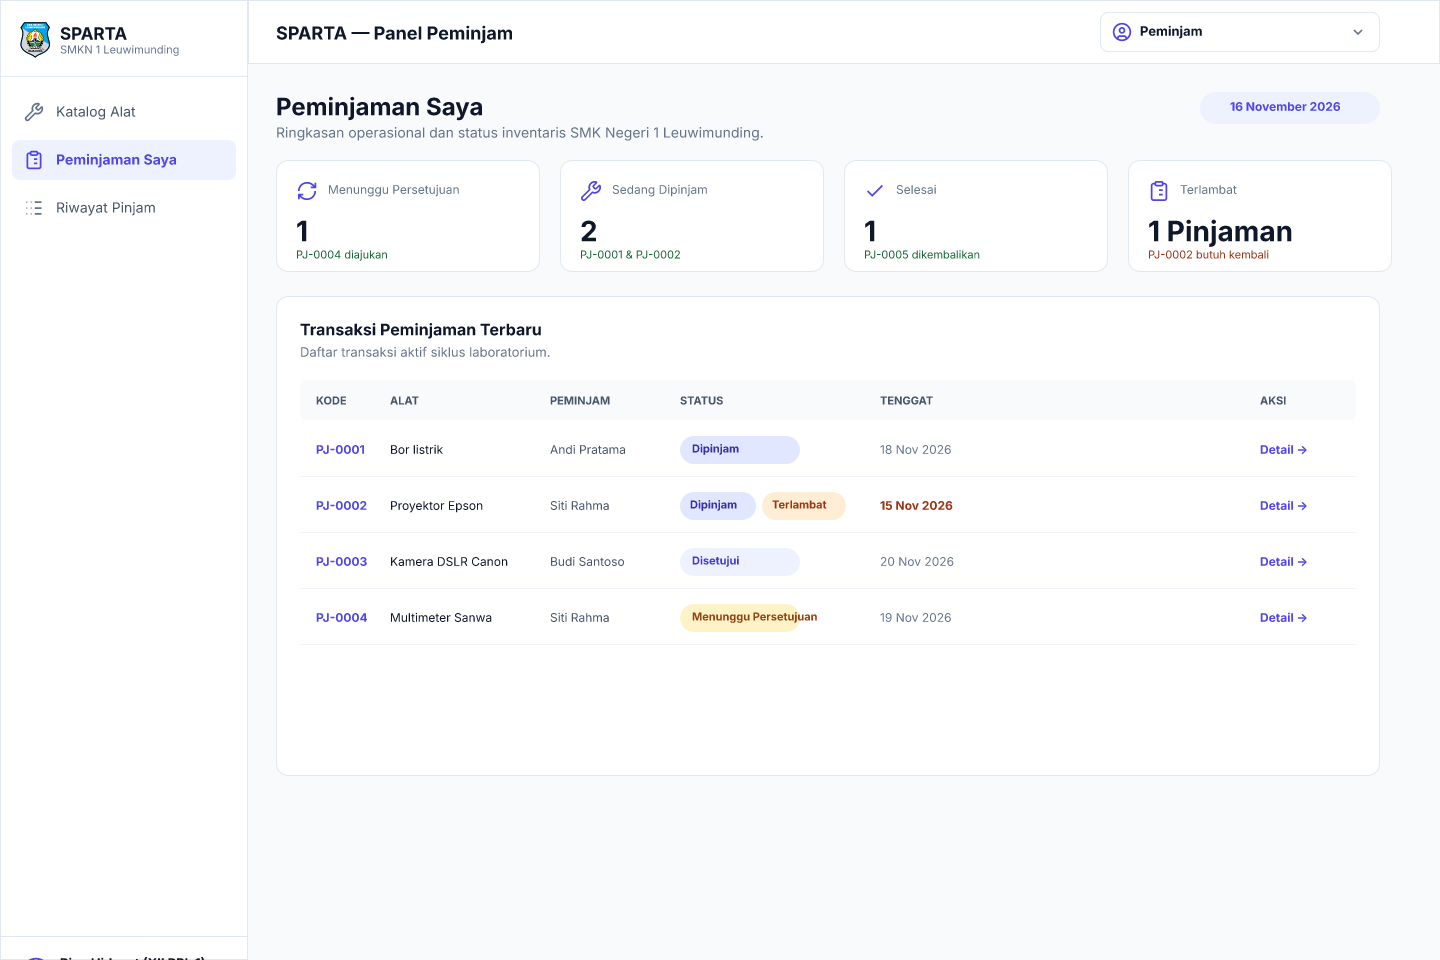 SPARTA
SMKN 1 Leuwimunding
Katalog Alat
Peminjaman Saya
Riwayat Pinjam
SPARTA — Panel Peminjam
Peminjam
Peminjaman Saya
Ringkasan operasional dan status inventaris SMK Negeri 1 Leuwimunding.
16 November 2026
Menunggu Persetujuan
1
PJ-0004 diajukan
Sedang Dipinjam
2
PJ-0001 & PJ-0002
Selesai
1
PJ-0005 dikembalikan
Terlambat
1 Pinjaman
PJ-0002 butuh kembali
Transaksi Peminjaman Terbaru
Daftar transaksi aktif siklus laboratorium.
KODE ALAT PEMINJAM STATUS TENGGAT AKSI
PJ-0001 Bor listrik Andi Pratama Dipinjam 18 Nov 2026 Detail →
PJ-0002 Proyektor Epson Siti Rahma Dipinjam Terlambat 15 Nov 2026 Detail →
PJ-0003 Kamera DSLR Canon Budi Santoso Disetujui 20 Nov 2026 Detail →
PJ-0004 Multimeter Sanwa Siti Rahma Menunggu Persetujuan 19 Nov 2026 Detail →